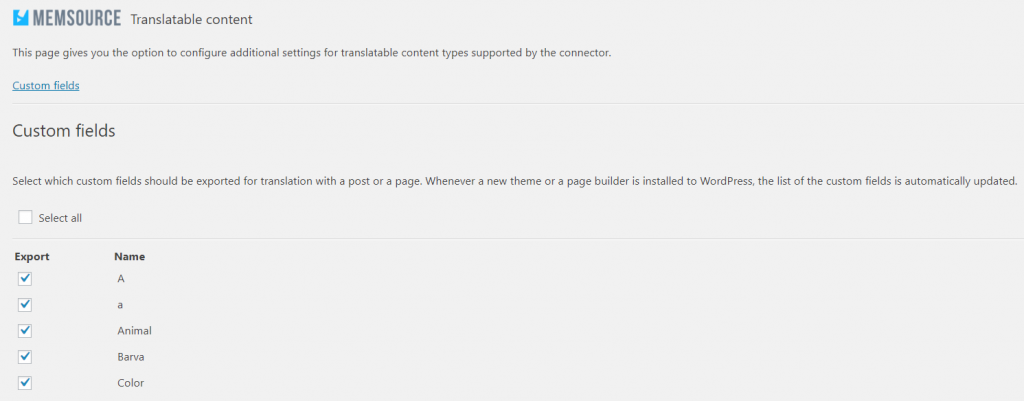 MEMSOURCE Translatable content
This page gives you the option to configure additional settings for translatable content types supported by the connector.
Custom fields
Custom fields
Select which custom fields should be exported for translation with a post or a page. Whenever a new theme or a page builder is installed to WordPress, the list of the custom fields is automatically updated.
Select all
Export Name
A
a
Animal
Barva
Color